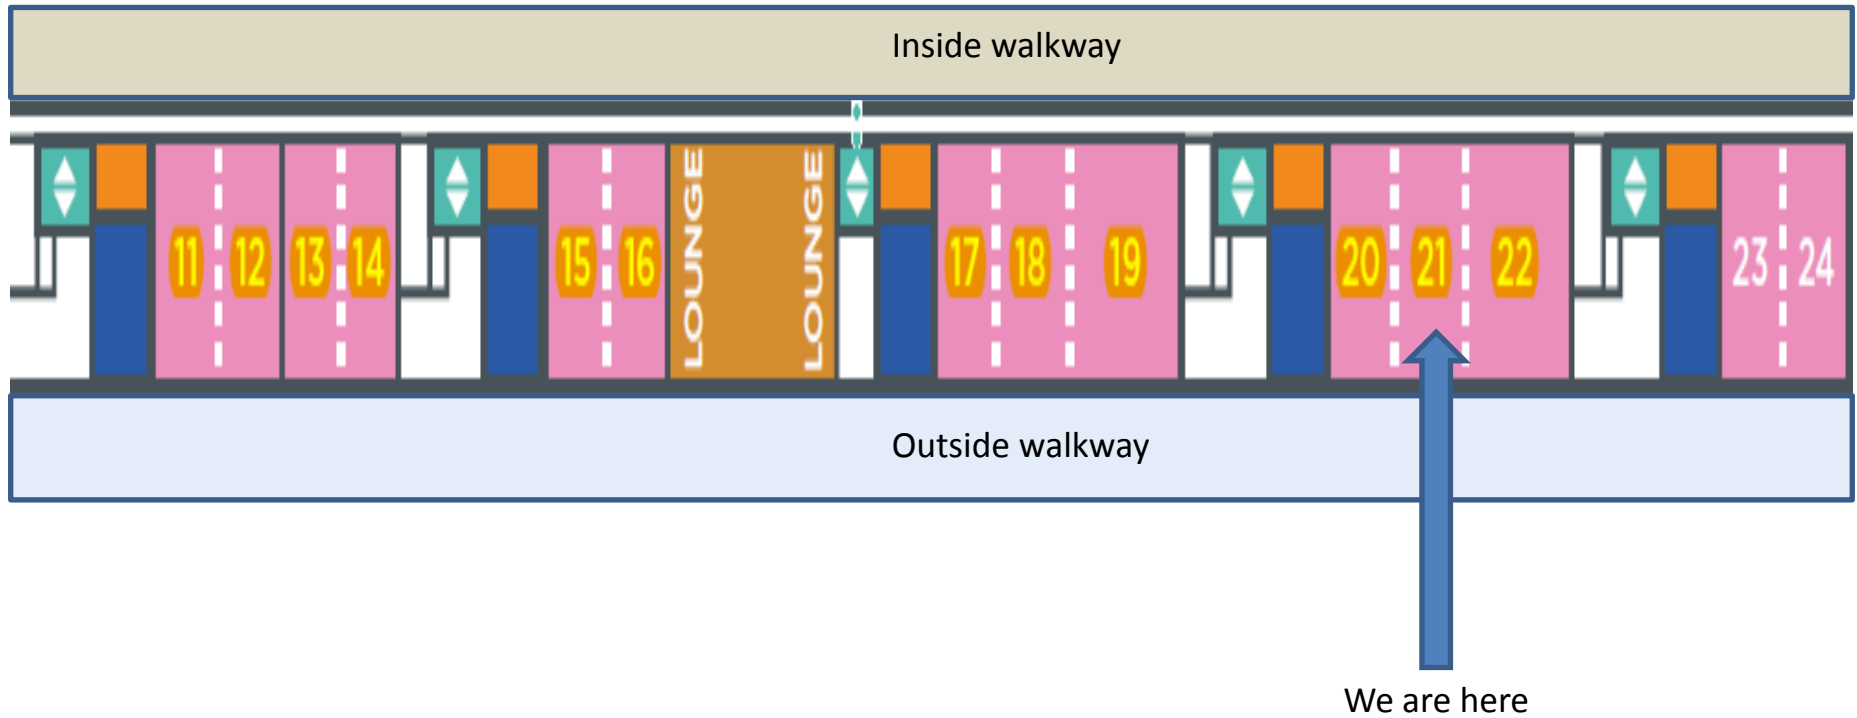 Inside walkway
11 12 13 14 15 16 LOUNGE LOUNGE 17 18 19 20 21 22 23 24
Outside walkway
We are here